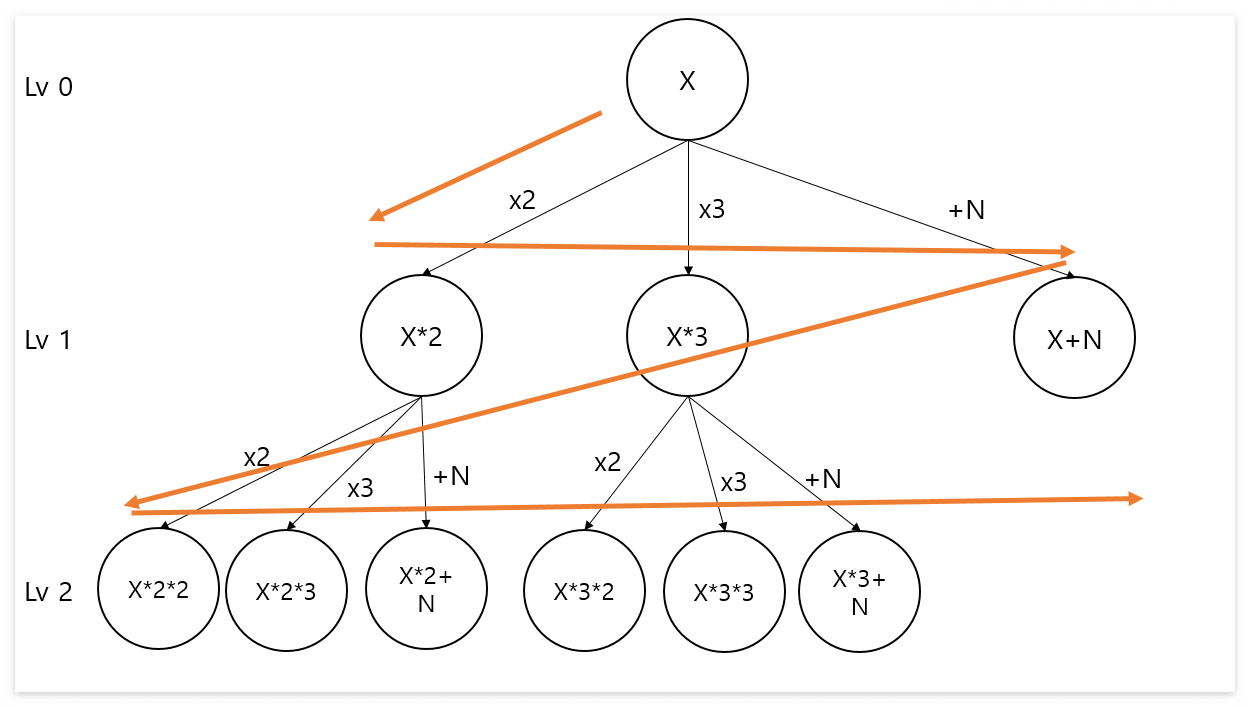 Lv 0
X
x2
x3
+N
Lv 1
X*2
X*3
X+N
x2
x3
+N
x2
x3
+N
Lv 2
X*2*2
X*2*3
X*2+
N
X*3*2
X*3*3
X*3+
N